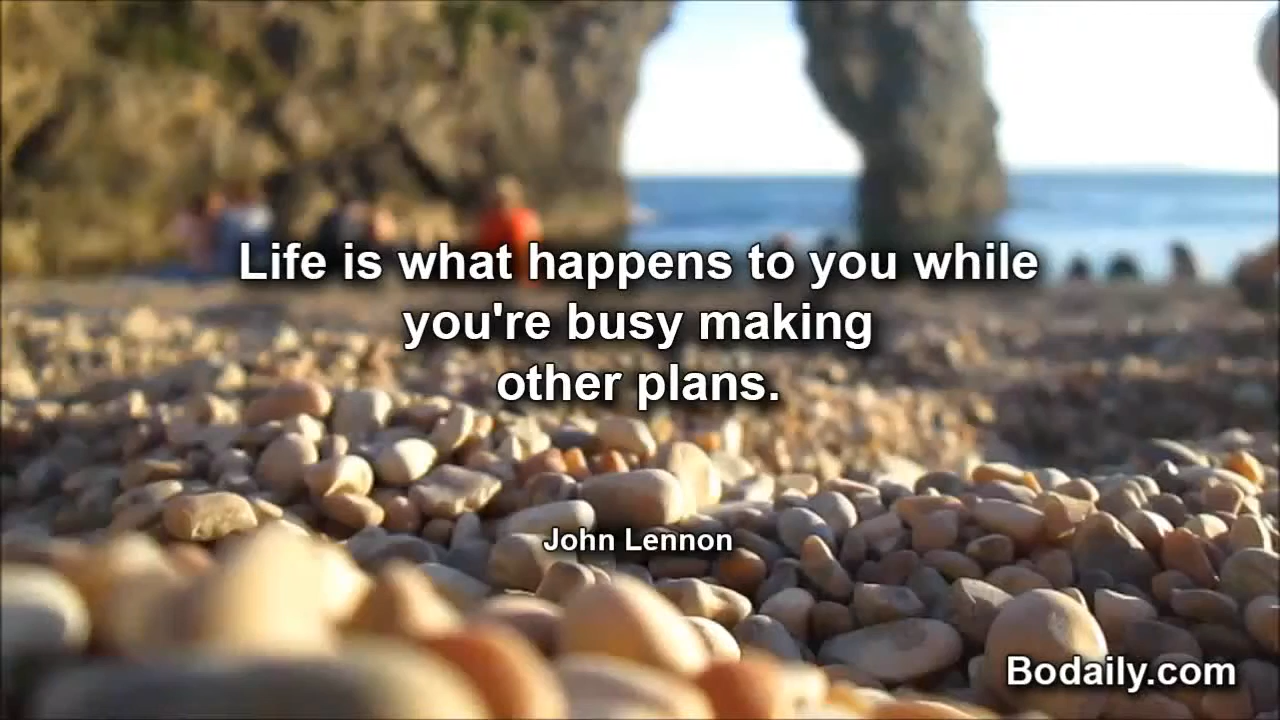 Life is what happens to you while
you're busy making
other plans.
John Lennon
Bodaily.com